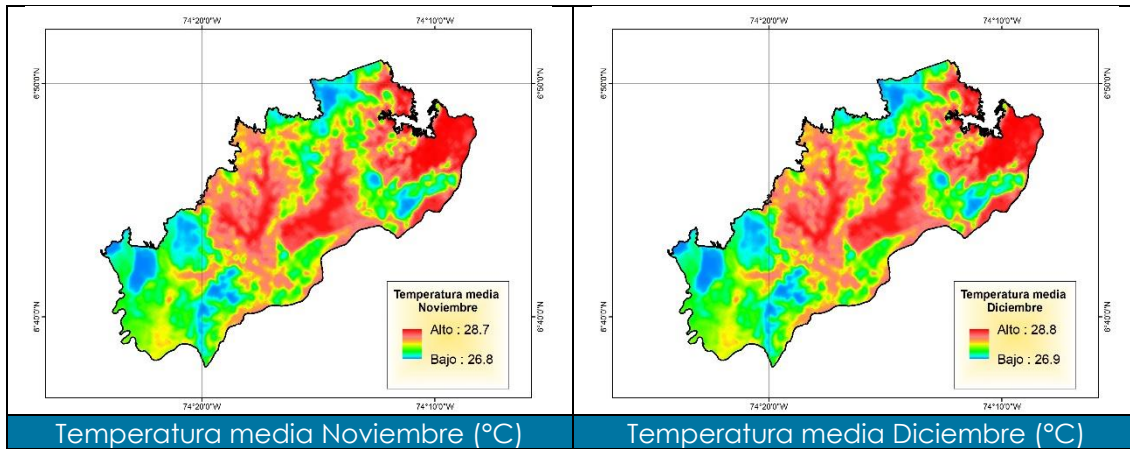 74°20'0"W
74°10'0"W
6°50'0"N
6°50'0"N
6°40'0"N
6°40'0"N
Temperatura media
Noviembre
Alto : 28.7
Bajo : 26.8
74°20'0"W
74°10'0"W
Temperatura media Noviembre (°C)
74°20'0"W
74°10'0"W
6°50'0"N
6°50'0"N
6°40'0"N
6°40'0"N
Temperatura media
Diciembre
Alto : 28.8
Bajo : 26.9
74°20'0"W
74°10'0"W
Temperatura media Diciembre (°C)